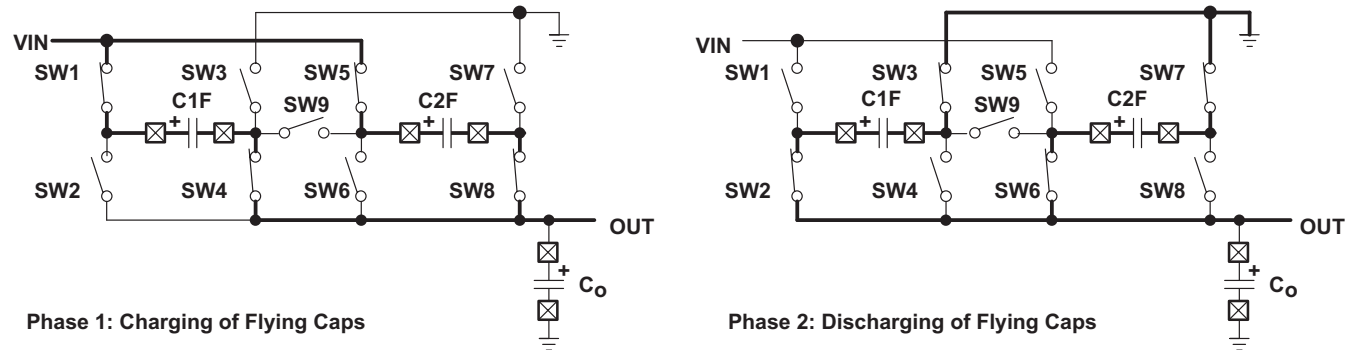 VIN
SW1
SW3
SW5
SW7
C1F
SW9
C2F
+
+
SW2
SW4
SW6
SW8
OUT
+
Co
Phase 1: Charging of Flying Caps
VIN
SW1
SW3
SW5
SW7
C1F
SW9
C2F
+
+
SW2
SW4
SW6
SW8
OUT
+
Co
Phase 2: Discharging of Flying Caps